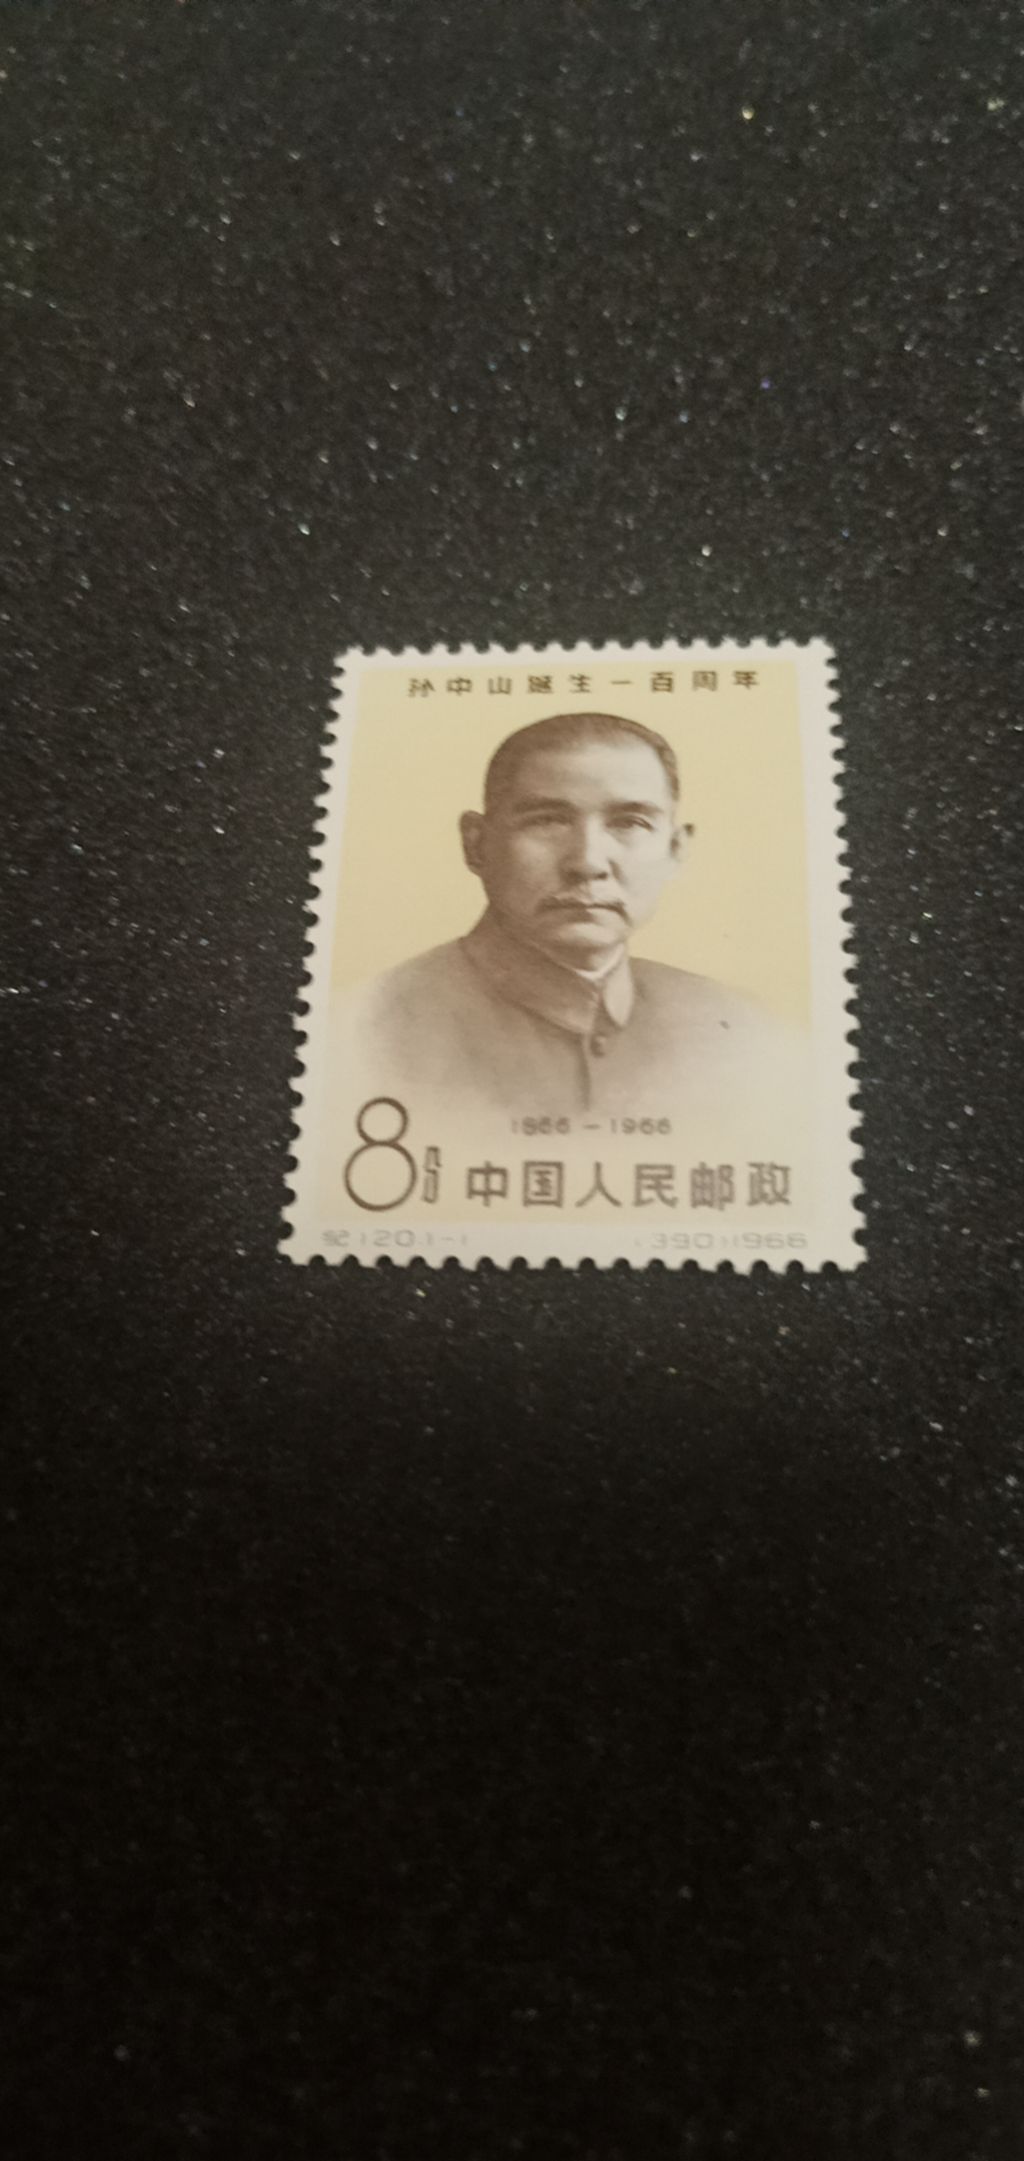 孙中山诞生一百周年
1866-1966
8分 中国人民邮政
纪120.1-1 (390)1966